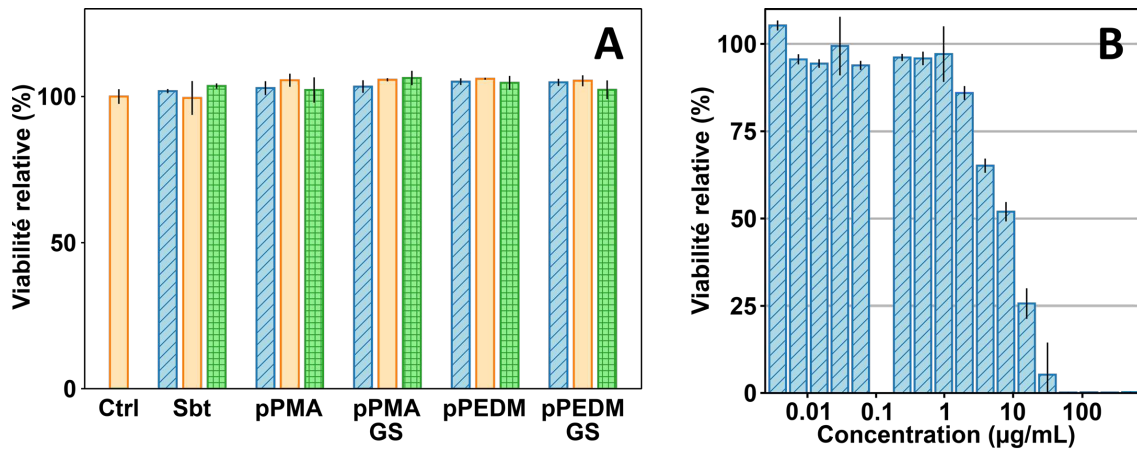 A
Viabilité relative (%)
100
50
0
Ctrl
Sbt
pPMA
pPMA
GS
pPEDM
pPEDM
GS
B
Viabilité relative (%)
100
75
50
25
0
0.01
0.1
1
10
100
Concentration (µg/mL)